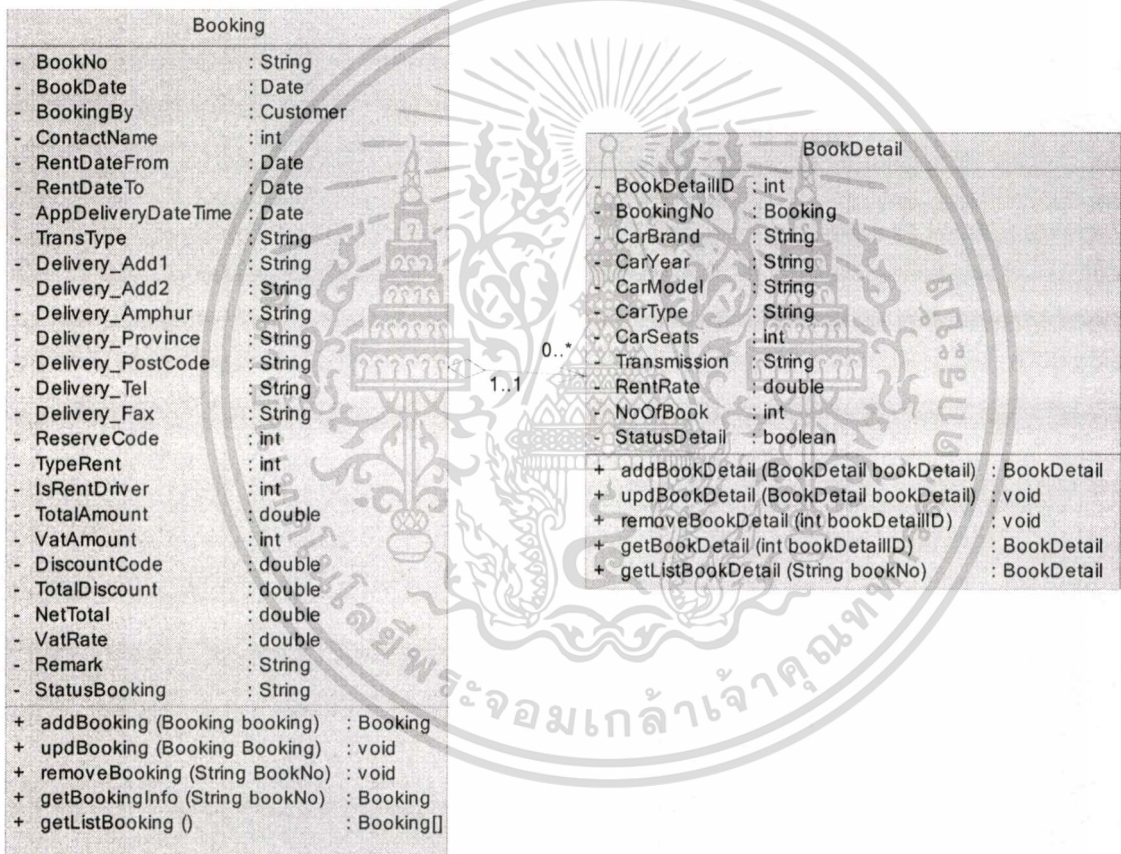 Booking
- BookNo : String
- BookDate : Date
- BookingBy : Customer
- ContactName : int
- RentDateFrom : Date
- RentDateTo : Date
- AppDeliveryDateTime : Date
- TransType : String
- Delivery_Add1 : String
- Delivery_Add2 : String
- Delivery_Amphur : String
- Delivery_Province : String
- Delivery_PostCode : String
- Delivery_Tel : String
- Delivery_Fax : String
- ReserveCode : int
- TypeRent : int
- IsRentDriver : int
- TotalAmount : double
- VatAmount : int
- DiscountCode : double
- TotalDiscount : double
- NetTotal : double
- VatRate : double
- Remark : String
- StatusBooking : String
+ addBooking (Booking booking) : Booking
+ updBooking (Booking Booking) : void
+ removeBooking (String BookNo) : void
+ getBookingInfo (String bookNo) : Booking
+ getListBooking () : Booking[]
1..1
0..*
BookDetail
- BookDetailID : int
- BookingNo : Booking
- CarBrand : String
- CarYear : String
- CarModel : String
- CarType : String
- CarSeats : int
- Transmission : String
- RentRate : double
- NoOfBook : int
- StatusDetail : boolean
+ addBookDetail (BookDetail bookDetail) : BookDetail
+ updBookDetail (BookDetail bookDetail) : void
+ removeBookDetail (int bookDetailID) : void
+ getBookDetail (int bookDetailID) : BookDetail
+ getListBookDetail (String bookNo) : BookDetail